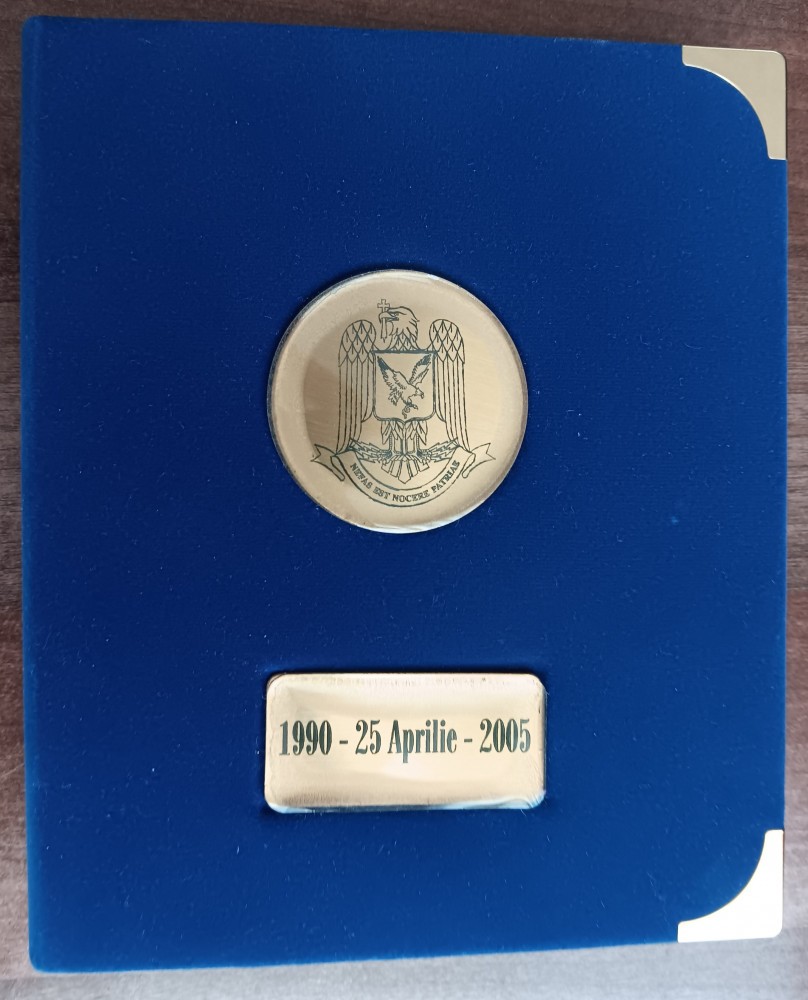 NEFAS EST NOCERE PATRIAE
1990 - 25 Aprilie - 2005